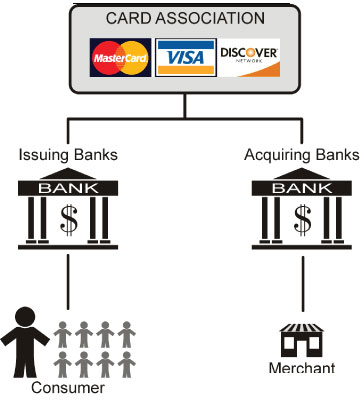 CARD ASSOCIATION
MasterCard VISA DISCOVER
NETWORK
Issuing Banks Acquiring Banks
BANK BANK
$ $
Consumer Merchant